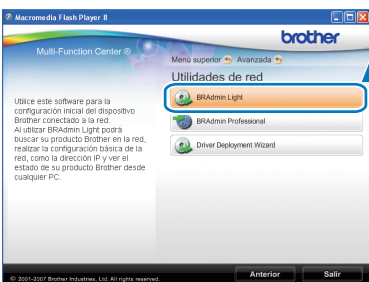 Macromedia Flash Player 8
brother
Multi-Function Center ®
Menú superior Avanzada
Utilidades de red
BRAdmin Light
BRAdmin Professional
Driver Deployment Wizard
Utilice este software para la
configuración inicial del dispositivo
Brother conectado a la red.
Al utilizar BRAdmin Light podrá
buscar su producto Brother en la red,
realizar la configuración básica de la
red, como la dirección IP y ver el
estado de su producto Brother desde
cualquier PC.
© 2001-2007 Brother Industries, Ltd. All rights reserved.
Anterior
Salir